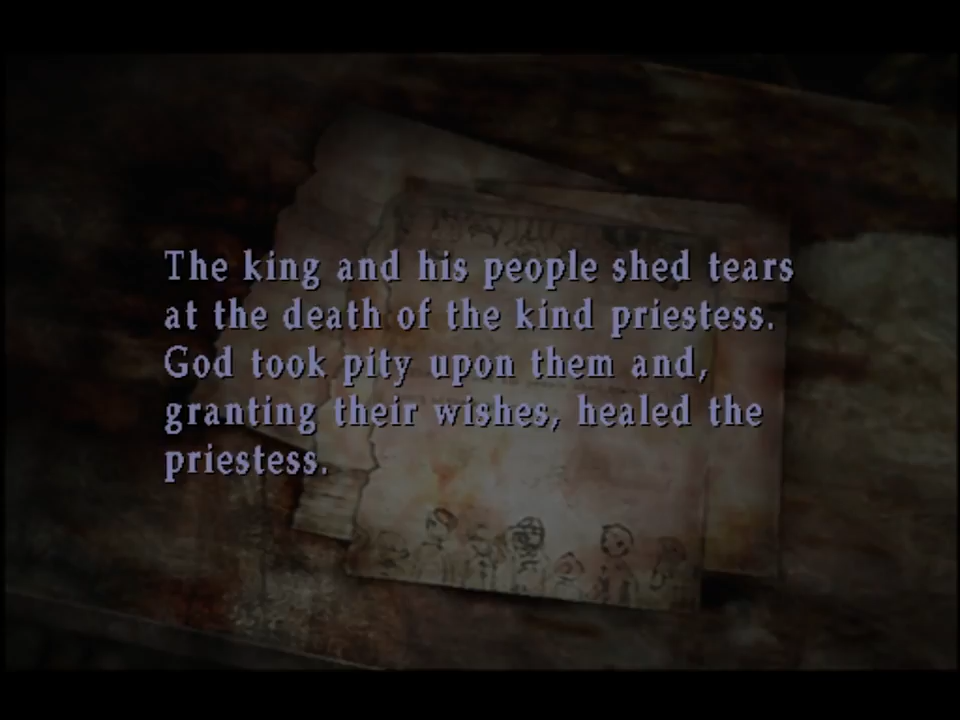 The king and his people shed tears
at the death of the kind priestess.
God took pity upon them and,
granting their wishes, healed the
priestess.